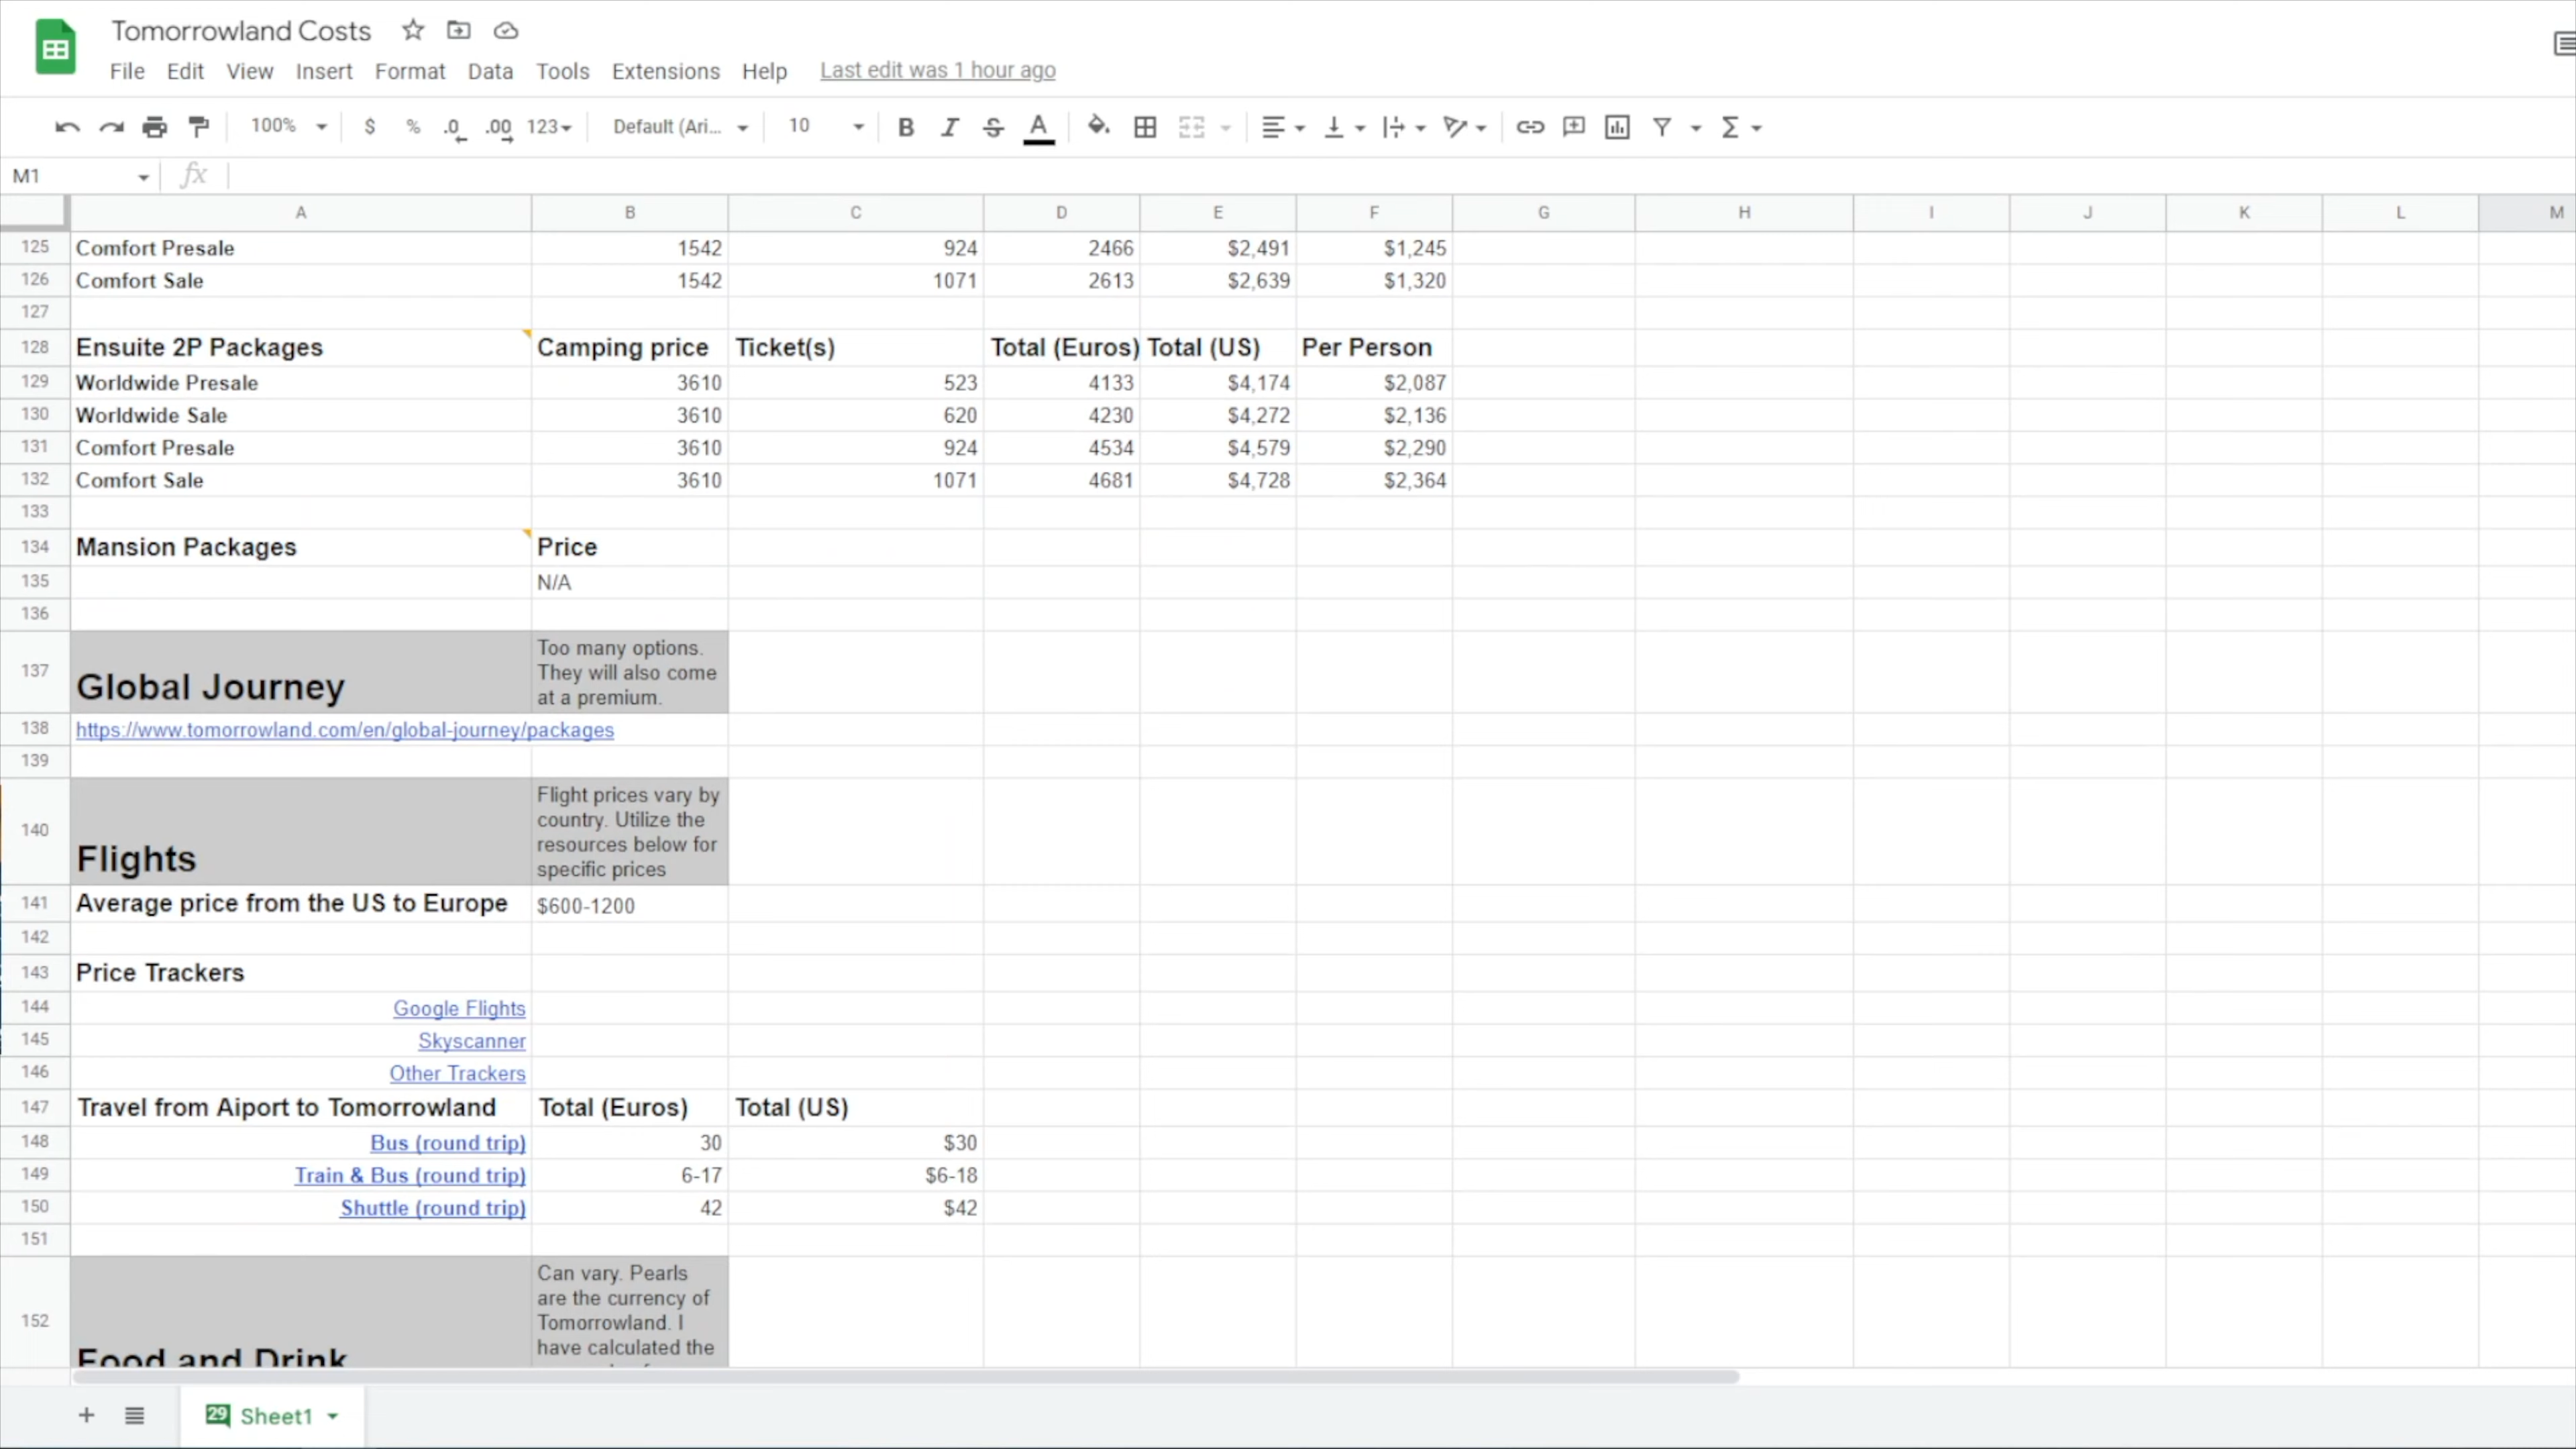 Tomorrowland Costs
File Edit View Insert Format Data Tools Extensions Help Last edit was 1 hour ago
100% $ % .0 .00 123 Default (Ari... 10 B I S A
M1 fx
A B C D E F G H I J K L M
125 Comfort Presale 1542 924 2466 $2,491 $1,245
126 Comfort Sale 1542 1071 2613 $2,639 $1,320
127
128 Ensuite 2P Packages Camping price Ticket(s) Total (Euros) Total (US) Per Person
129 Worldwide Presale 3610 523 4133 $4,174 $2,087
130 Worldwide Sale 3610 620 4230 $4,272 $2,136
131 Comfort Presale 3610 924 4534 $4,579 $2,290
132 Comfort Sale 3610 1071 4681 $4,728 $2,364
133
134 Mansion Packages Price
135 N/A
136
137 Global Journey
Too many options.
They will also come
at a premium.
138 https://www.tomorrowland.com/en/global-journey/packages
139
140 Flights
Flight prices vary by
country. Utilize the
resources below for
specific prices
141 Average price from the US to Europe $600-1200
142
143 Price Trackers
144 Google Flights
145 Skyscanner
146 Other Trackers
147 Travel from Aiport to Tomorrowland Total (Euros) Total (US)
148 Bus (round trip) 30 $30
149 Train & Bus (round trip) 6-17 $6-18
150 Shuttle (round trip) 42 $42
151
152 Food and Drink
Can vary. Pearls
are the currency of
Tomorrowland. I
have calculated the
29 Sheet1